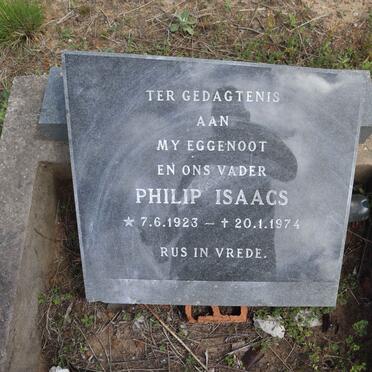 TER GEDAGTENIS
AAN
MY EGGENOOT
EN ONS VADER
PHILIP ISAACS
* 7.6.1923 – † 20.1.1974
RUS IN VREDE.